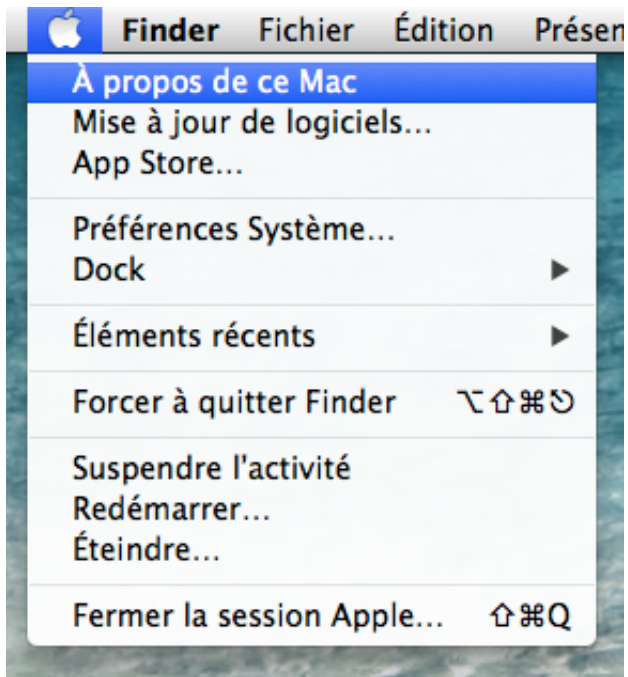 Finder Fichier Édition Présen
À propos de ce Mac
Mise à jour de logiciels...
App Store...
Préférences Système...
Dock ▶
Éléments récents ▶
Forcer à quitter Finder ⌥⇧⌘⎋
Suspendre l'activité
Redémarrer...
Éteindre...
Fermer la session Apple... ⇧⌘Q